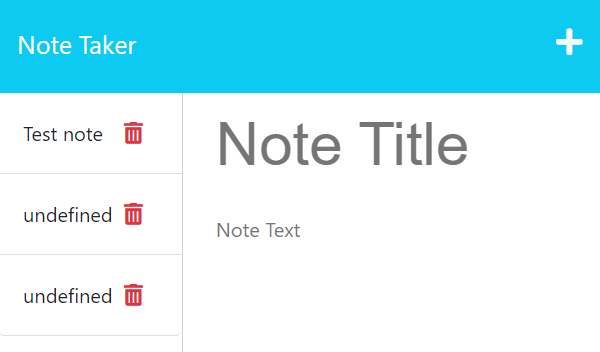 Note Taker
Test note
undefined
undefined
Note Title
Note Text